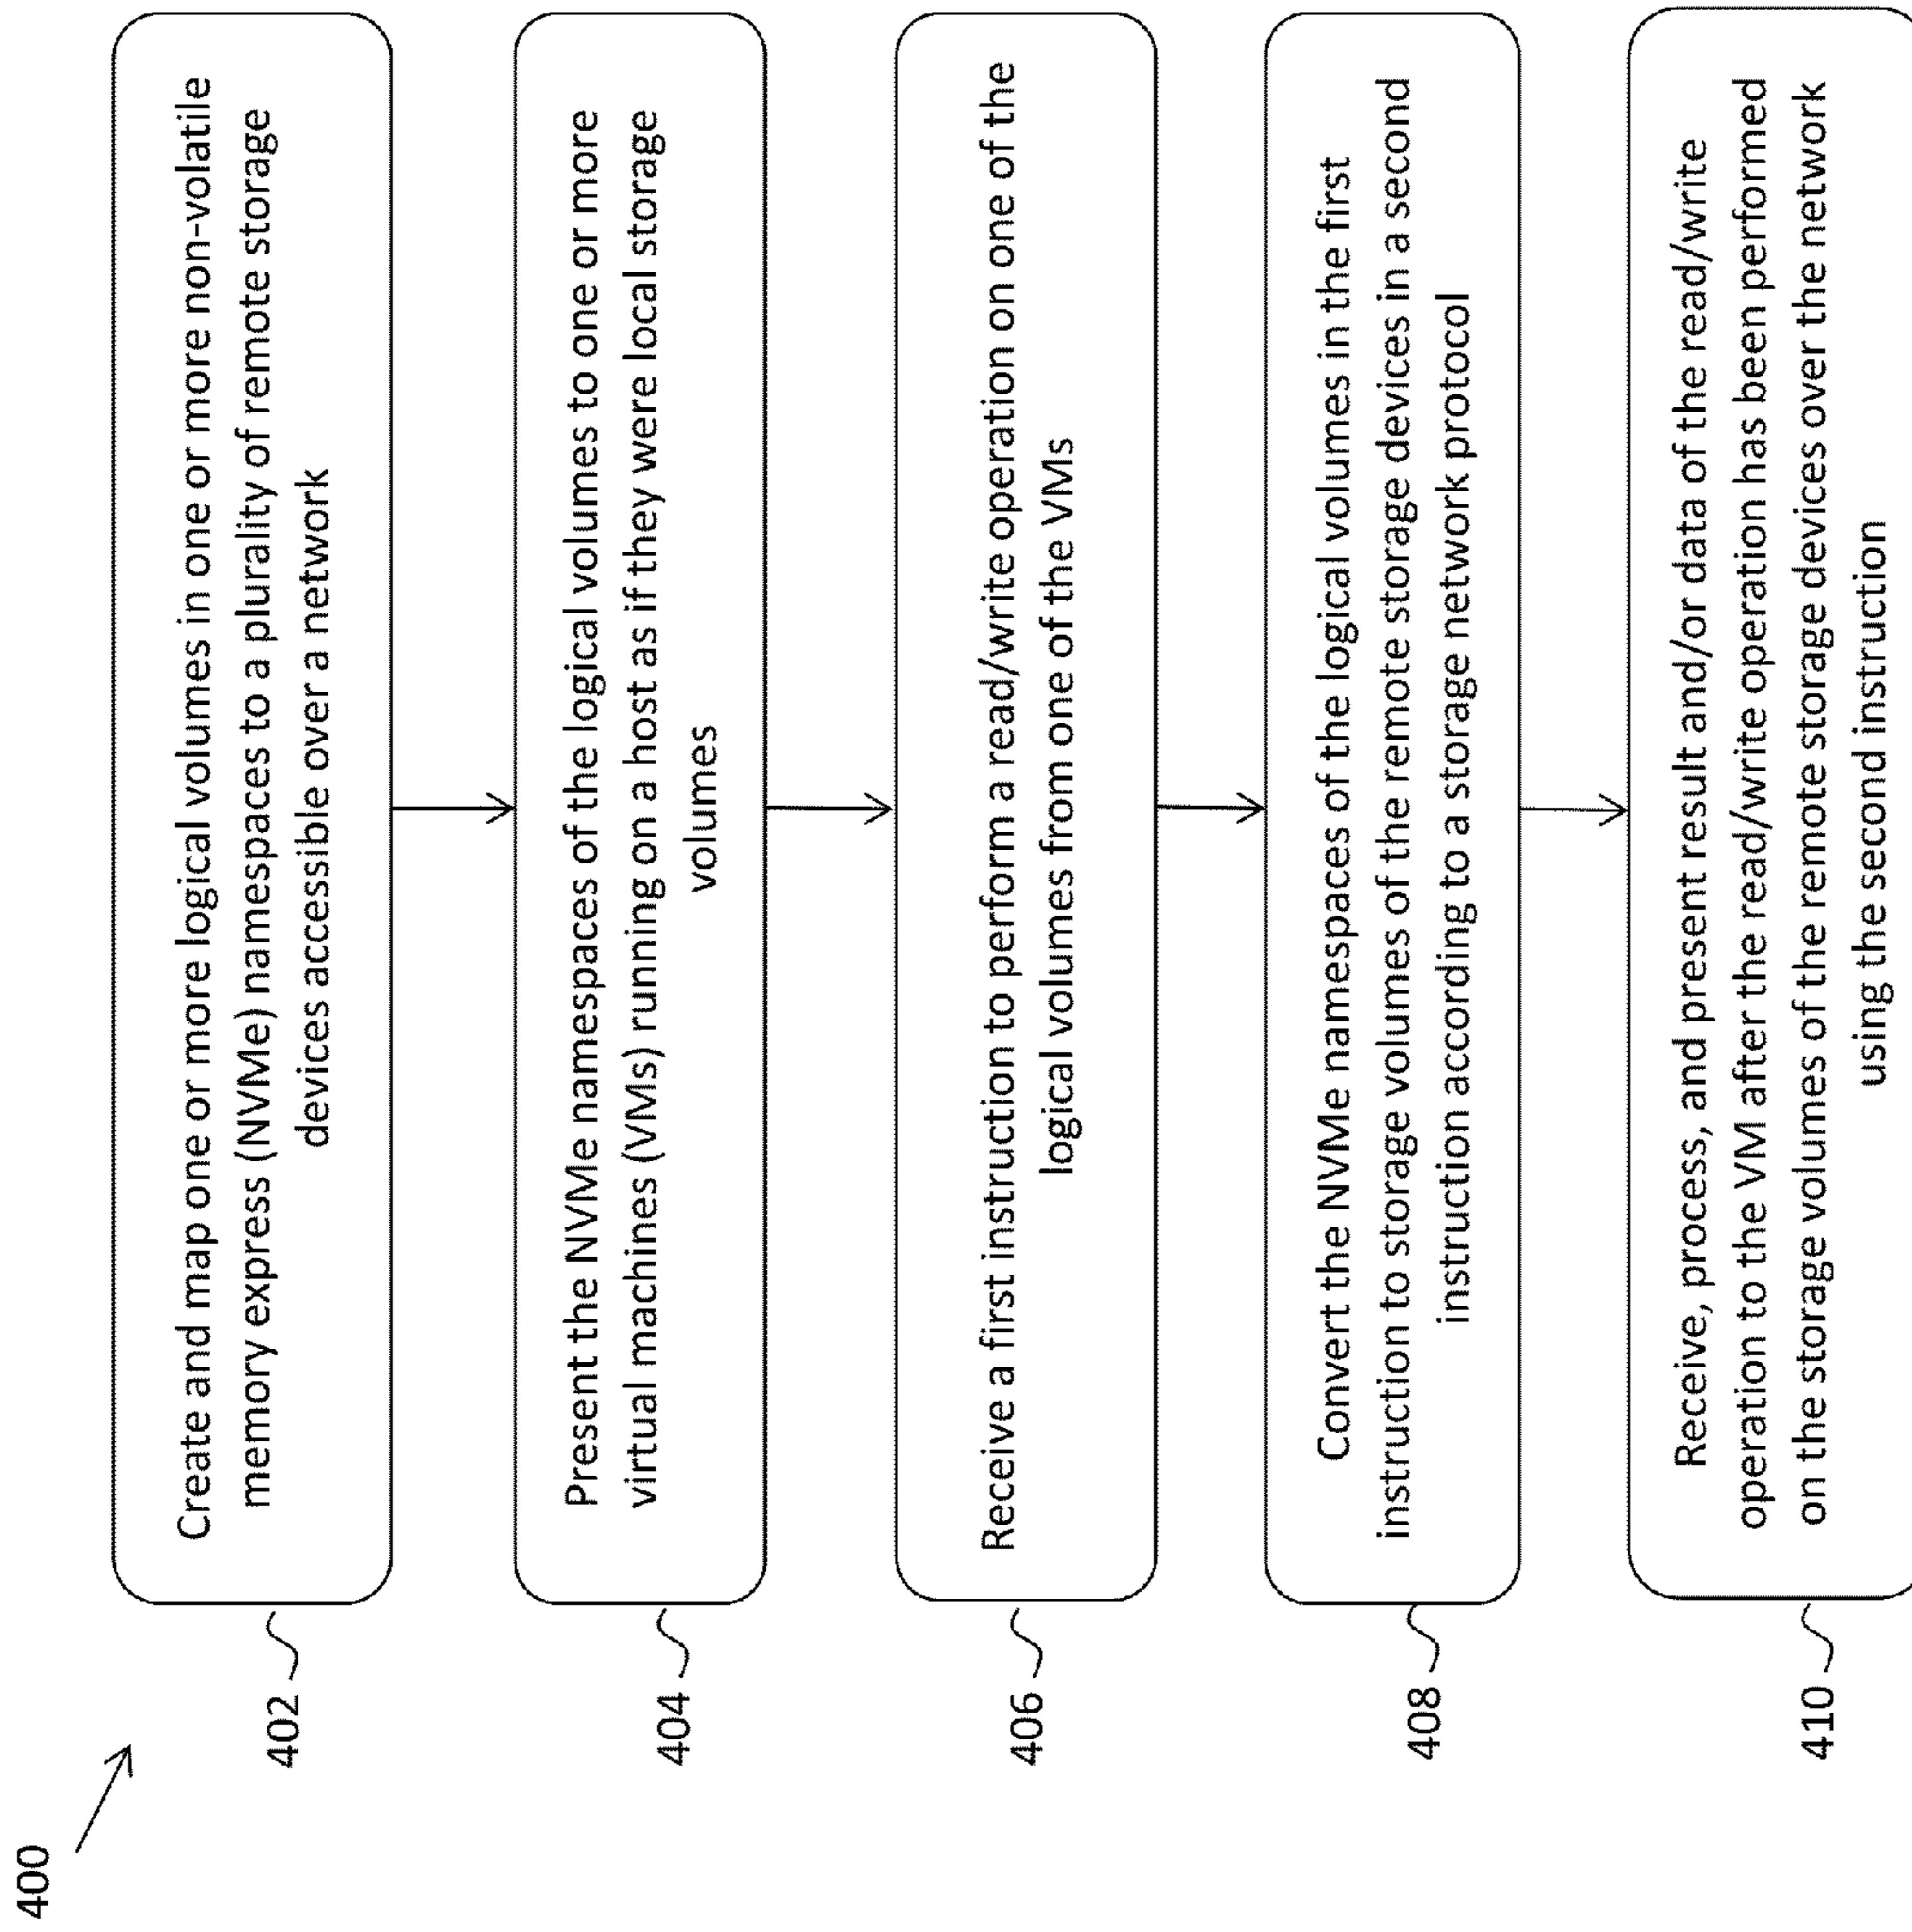 400
402
Create and map one or more logical volumes in one or more non-volatile
memory express (NVMe) namespaces to a plurality of remote storage
devices accessible over a network
404
Present the NVMe namespaces of the logical volumes to one or more
virtual machines (VMs) running on a host as if they were local storage
volumes
406
Receive a first instruction to perform a read/write operation on one of the
logical volumes from one of the VMs
408
Convert the NVMe namespaces of the logical volumes in the first
instruction to storage volumes of the remote storage devices in a second
instruction according to a storage network protocol
410
Receive, process, and present result and/or data of the read/write
operation to the VM after the read/write operation has been performed
on the storage volumes of the remote storage devices over the network
using the second instruction